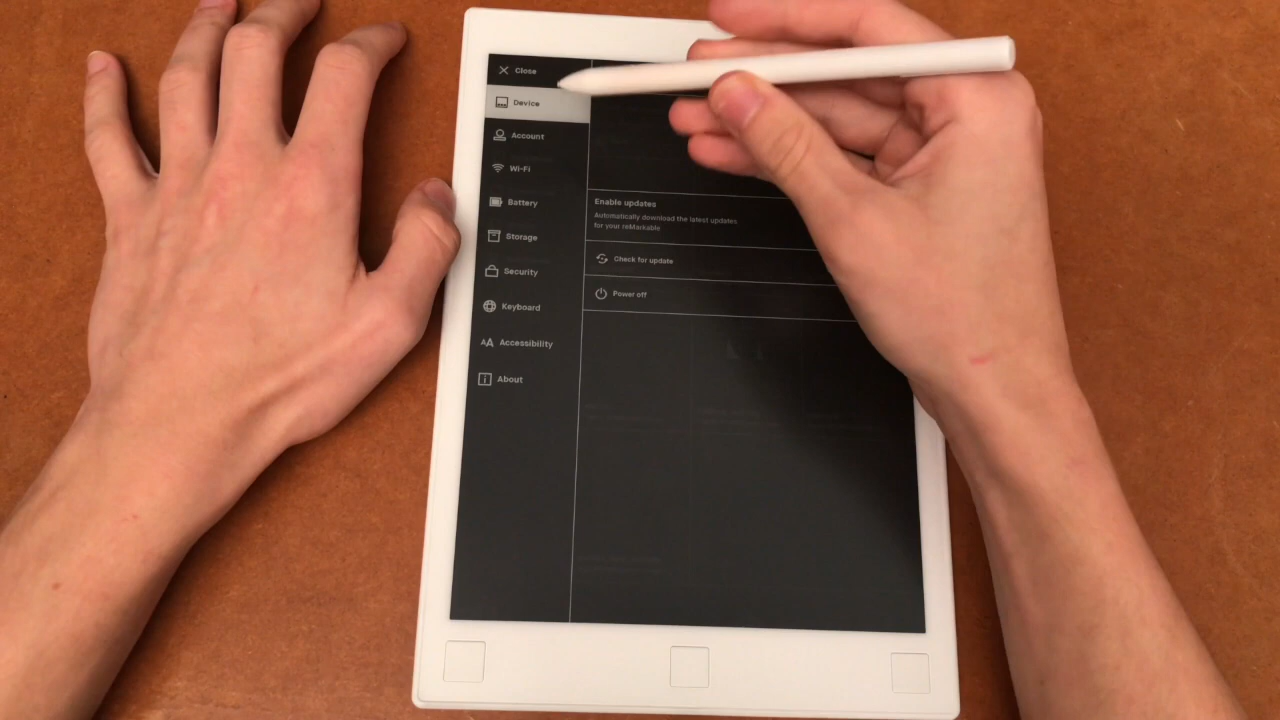 Close
Device
Account
Wi-Fi
Battery
Storage
Security
Keyboard
AA Accessibility
About
Enable updates
Automatically download the latest updates
for your reMarkable
Check for update
Power off